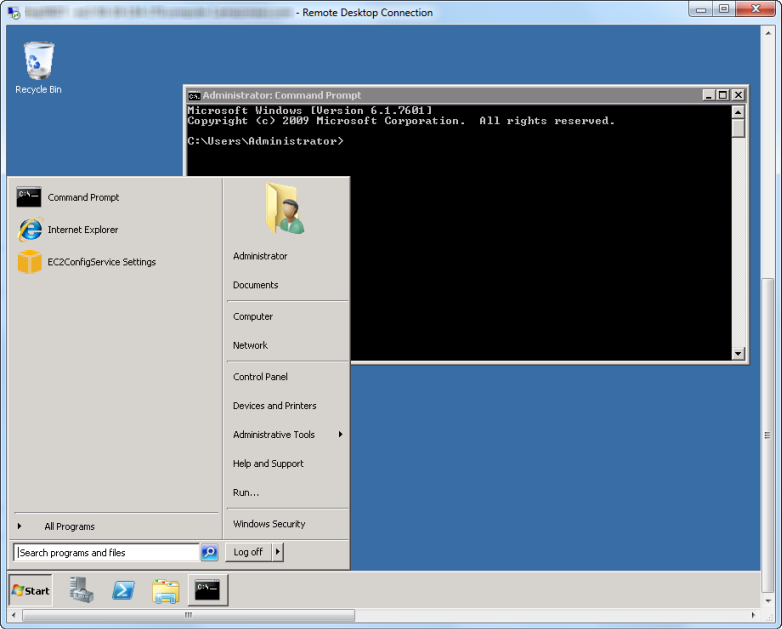 - Remote Desktop Connection
Recycle Bin
Administrator: Command Prompt
Microsoft Windows [Version 6.1.7601]
Copyright (c) 2009 Microsoft Corporation.  All rights reserved.
C:\Users\Administrator>
Command Prompt
Internet Explorer
EC2ConfigService Settings
All Programs
Search programs and files
Administrator
Documents
Computer
Network
Control Panel
Devices and Printers
Administrative Tools
Help and Support
Run...
Windows Security
Log off
Start